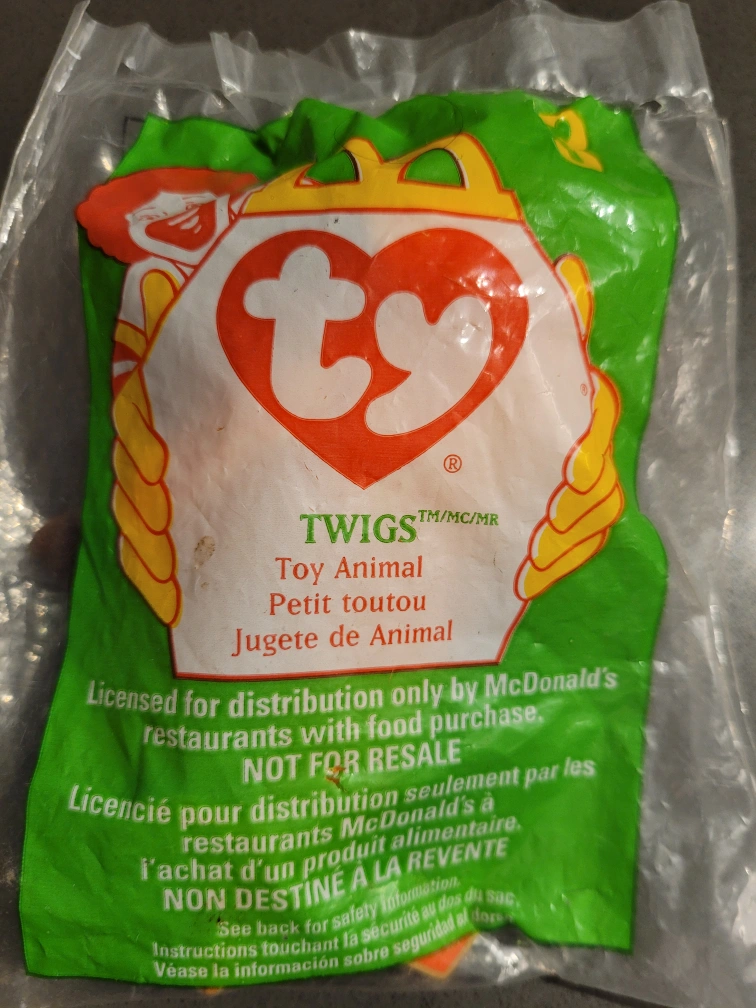 2
ty®
®
TWIGS™/MC/MR
Toy Animal
Petit toutou
Jugete de Animal
Licensed for distribution only by McDonald's
restaurants with food purchase.
NOT FOR RESALE
Licencié pour distribution seulement par les
restaurants McDonald's à
l'achat d'un produit alimentaire.
NON DESTINÉ À LA REVENTE
See back for safety information.
Instructions touchant la sécurité au dos du sac.
Véase la información sobre seguridad al dorso